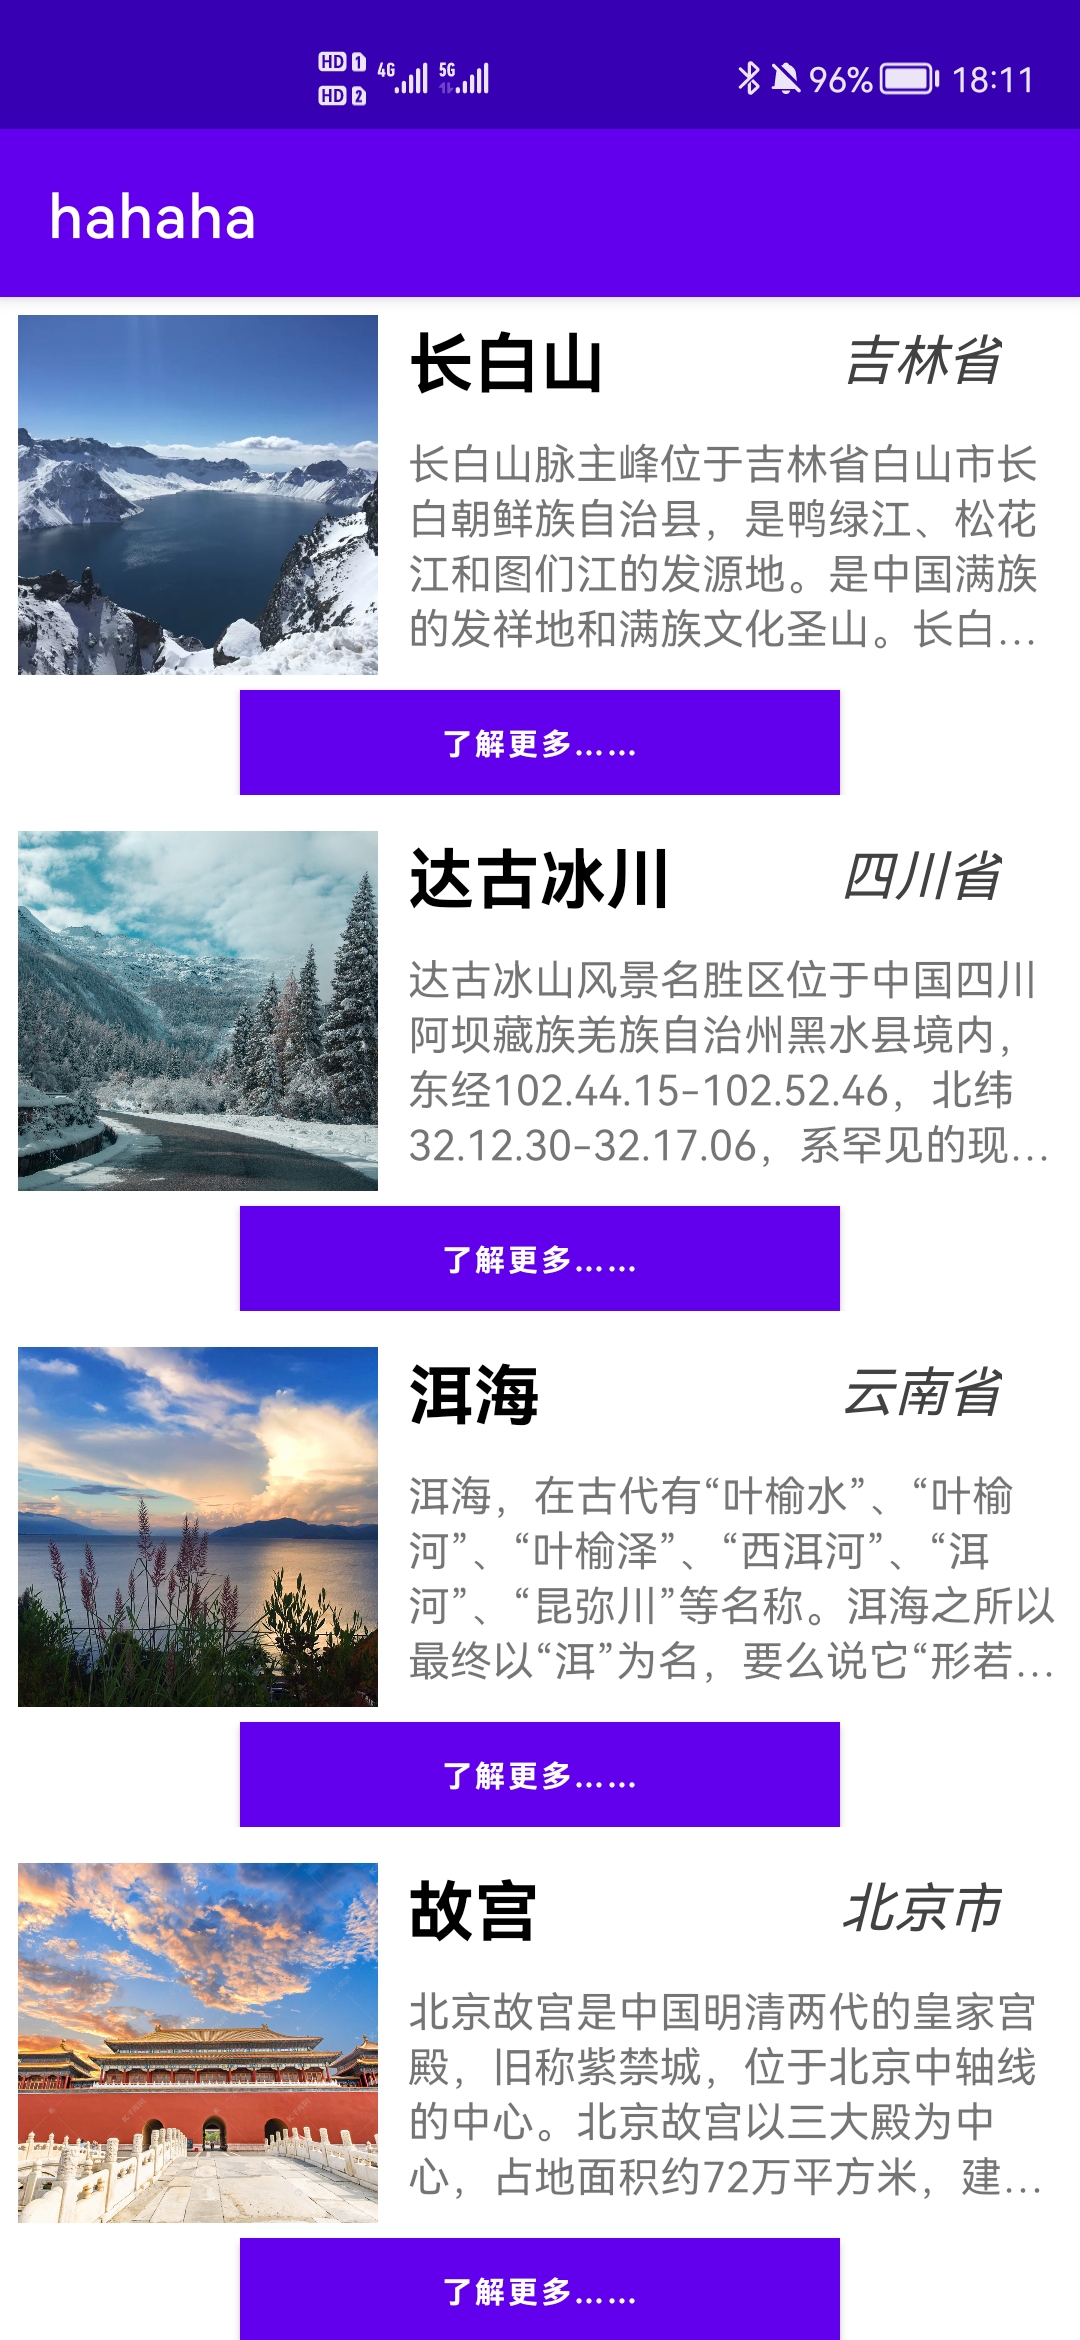 HD 1 4G 5G 96% 18:11
HD 2
hahaha
长白山 吉林省
长白山脉主峰位于吉林省白山市长
白朝鲜族自治县，是鸭绿江、松花
江和图们江的发源地。是中国满族
的发祥地和满族文化圣山。长白...
了解更多……
达古冰川 四川省
达古冰山风景名胜区位于中国四川
阿坝藏族羌族自治州黑水县境内，
东经102.44.15-102.52.46，北纬
32.12.30-32.17.06，系罕见的现...
了解更多……
洱海 云南省
洱海，在古代有“叶榆水”、“叶榆
河”、“叶榆泽”、“西洱河”、“洱
河”、“昆弥川”等名称。洱海之所以
最终以“洱”为名，要么说它“形若...
了解更多……
故宫 北京市
北京故宫是中国明清两代的皇家宫
殿，旧称紫禁城，位于北京中轴线
的中心。北京故宫以三大殿为中
心，占地面积约72万平方米，建...
了解更多……